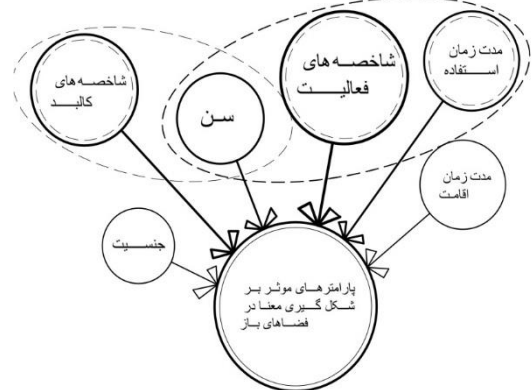 شاخصه های
کالبد
سن
شاخصه های
فعالیت
مدت زمان
استفاده
مدت زمان
اقامت
جنسیت
پارامترهای موثر بر
شکل گیری معنا در
فضاهای باز